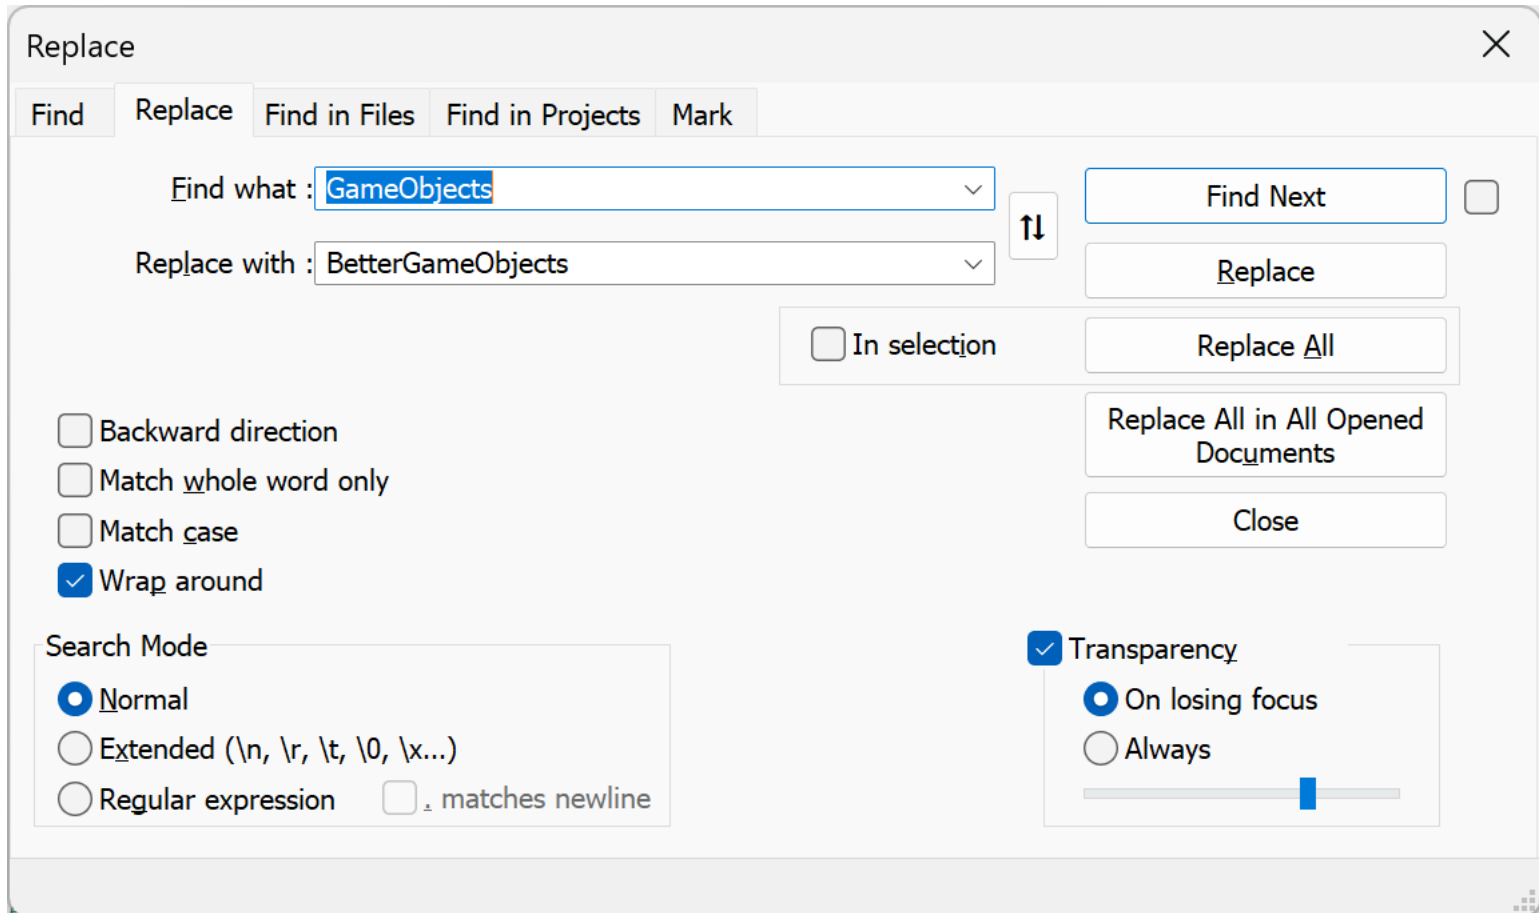 Replace
Find Replace Find in Files Find in Projects Mark
Find what : GameObjects
Find Next
Replace with : BetterGameObjects
Replace
In selection
Replace All
Replace All in All Opened
Documents
Close
Backward direction
Match whole word only
Match case
Wrap around
Search Mode
Normal
Extended (\n, \r, \t, \0, \x...)
Regular expression . matches newline
Transparency
On losing focus
Always